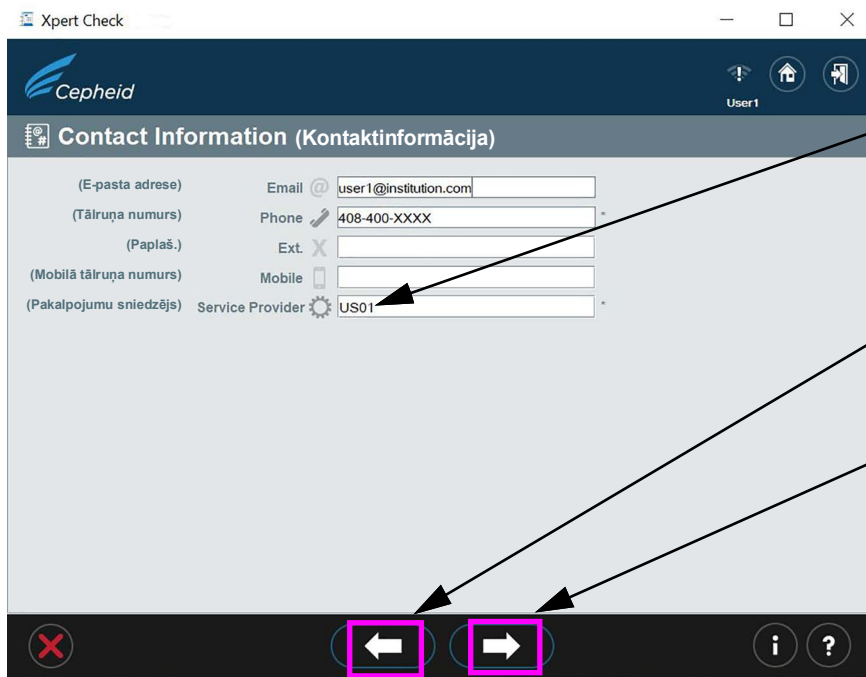 Xpert Check
Cepheid
User1
Contact Information (Kontaktinformācija)
(E-pasta adrese) Email @ user1@institution.com
(Tālruņa numurs) Phone 408-400-XXXX *
(Paplaš.) Ext. X
(Mobilā tālruņa numurs) Mobile
(Pakalpojumu sniedzējs) Service Provider US01 *
i ?